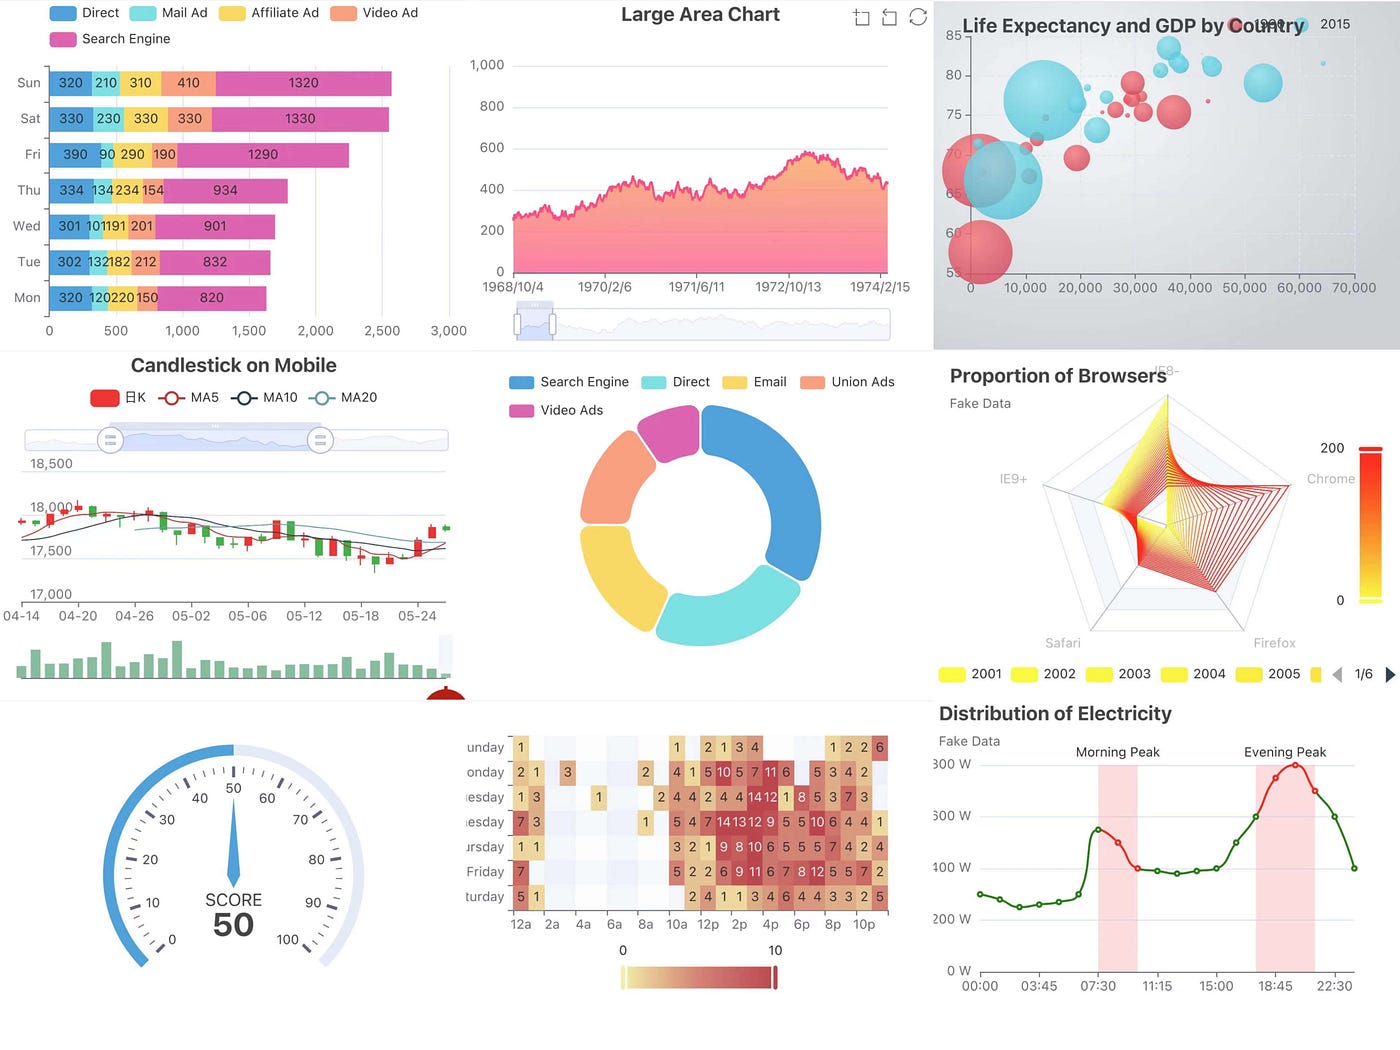 Direct Mail Ad Affiliate Ad Video Ad
Search Engine
Sun 320 210 310 410 1320
Sat 330 230 330 330 1330
Fri 390 90 290 190 1290
Thu 334 134 234 154 934
Wed 301 101 191 201 901
Tue 302 132 182 212 832
Mon 320 120 220 150 820
0 500 1,000 1,500 2,000 2,500 3,000
Large Area Chart
1,000
800
600
400
200
0
1968/10/4 1970/2/6 1971/6/11 1972/10/13 1974/2/15
Life Expectancy and GDP by Country
1990 2015
85
80
75
70
65
60
55
0 10,000 20,000 30,000 40,000 50,000 60,000 70,000
Candlestick on Mobile
日K MA5 MA10 MA20
18,500
18,000
17,500
17,000
04-14 04-20 04-26 05-02 05-06 05-12 05-18 05-24
Search Engine Direct Email Union Ads
Video Ads
Proportion of Browsers
Fake Data
IE8-
IE9+
Chrome
Safari
Firefox
200
0
2001 2002 2003 2004 2005 1/6
0 10 20 30 40 50 60 70 80 90 100
SCORE
50
unday 1 10 1 2 1 3 4 1 2 2 6
onday 2 1 3 2 4 1 5 10 5 7 11 6 5 3 4 2
esday 1 3 1 2 4 4 2 4 4 14 12 1 8 5 3 7 3
esday 7 3 1 5 4 7 14 13 12 9 5 5 10 6 4 4 1
ursday 1 1 3 2 1 9 8 10 6 5 5 5 7 4 2 4
Friday 7 5 2 2 6 9 11 6 7 8 12 5 5 7 2
turday 5 1 2 4 1 1 3 4 6 4 4 3 3 2 5
12a 2a 4a 6a 8a 10a 12p 2p 4p 6p 8p 10p
0 10
Distribution of Electricity
Fake Data
Morning Peak Evening Peak
300 W
600 W
400 W
200 W
0 W
00:00 03:45 07:30 11:15 15:00 18:45 22:30